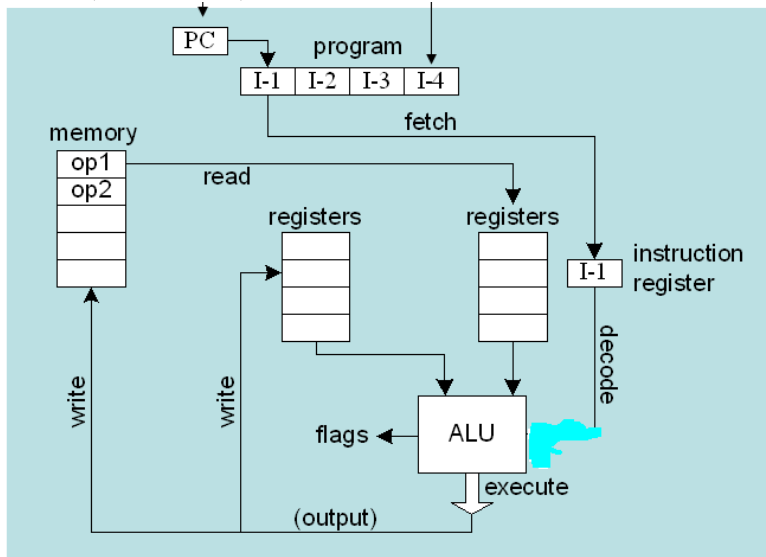 PC
program
I-1 I-2 I-3 I-4
fetch
memory
op1
read
op2
registers
registers
instruction
register
I-1
decode
write
write
flags
ALU
execute
(output)